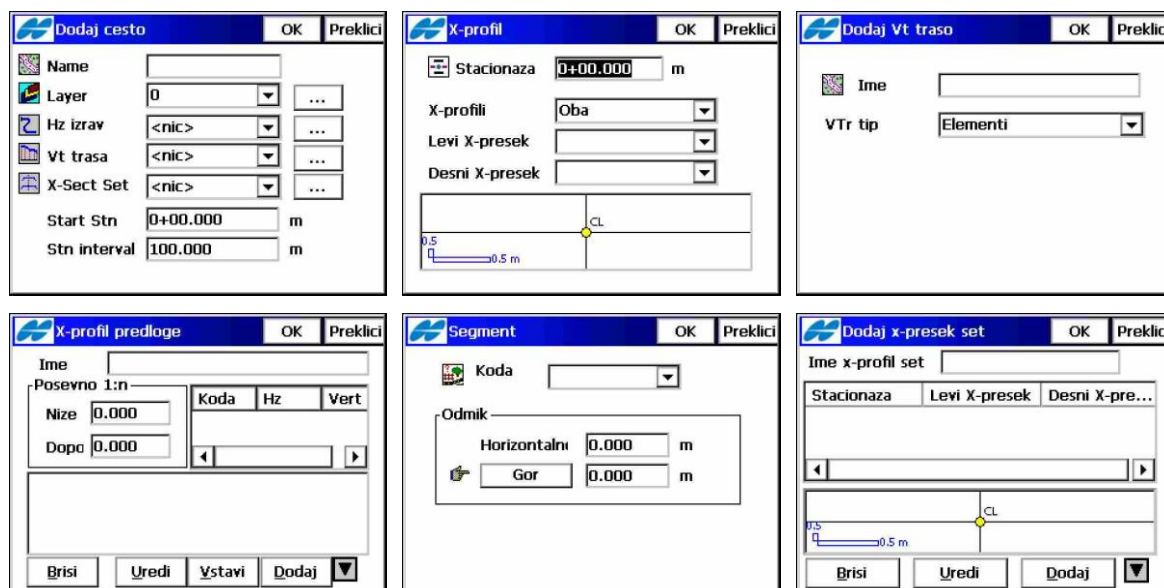 Dodaj cesto OK Preklici
Name
Layer 0 ...
Hz izrav <nic> ...
Vt trasa <nic> ...
X-Sect Set <nic> ...
Start Stn 0+00.000 m
Stn interval 100.000 m
X-profil OK Preklici
Stacionaza 0+00.000 m
X-profili Oba
Levi X-presek
Desni X-presek
CL
0.5
0.5 m
Dodaj Vt traso OK Preklic
Ime
VTr tip Elementi
X-profil predloge OK Preklici
Ime
Posevno 1:n
Koda Hz Vert
Nize 0.000
Dopo 0.000
Brisi Uredi Vstavi Dodaj
Segment OK Preklici
Koda
Odmik
Horizontaln 0.000 m
Gor 0.000 m
Dodaj x-presek set OK Preklic
Ime x-profil set
Stacionaza Levi X-presek Desni X-pre...
CL
0.5
0.5 m
Brisi Uredi Dodaj